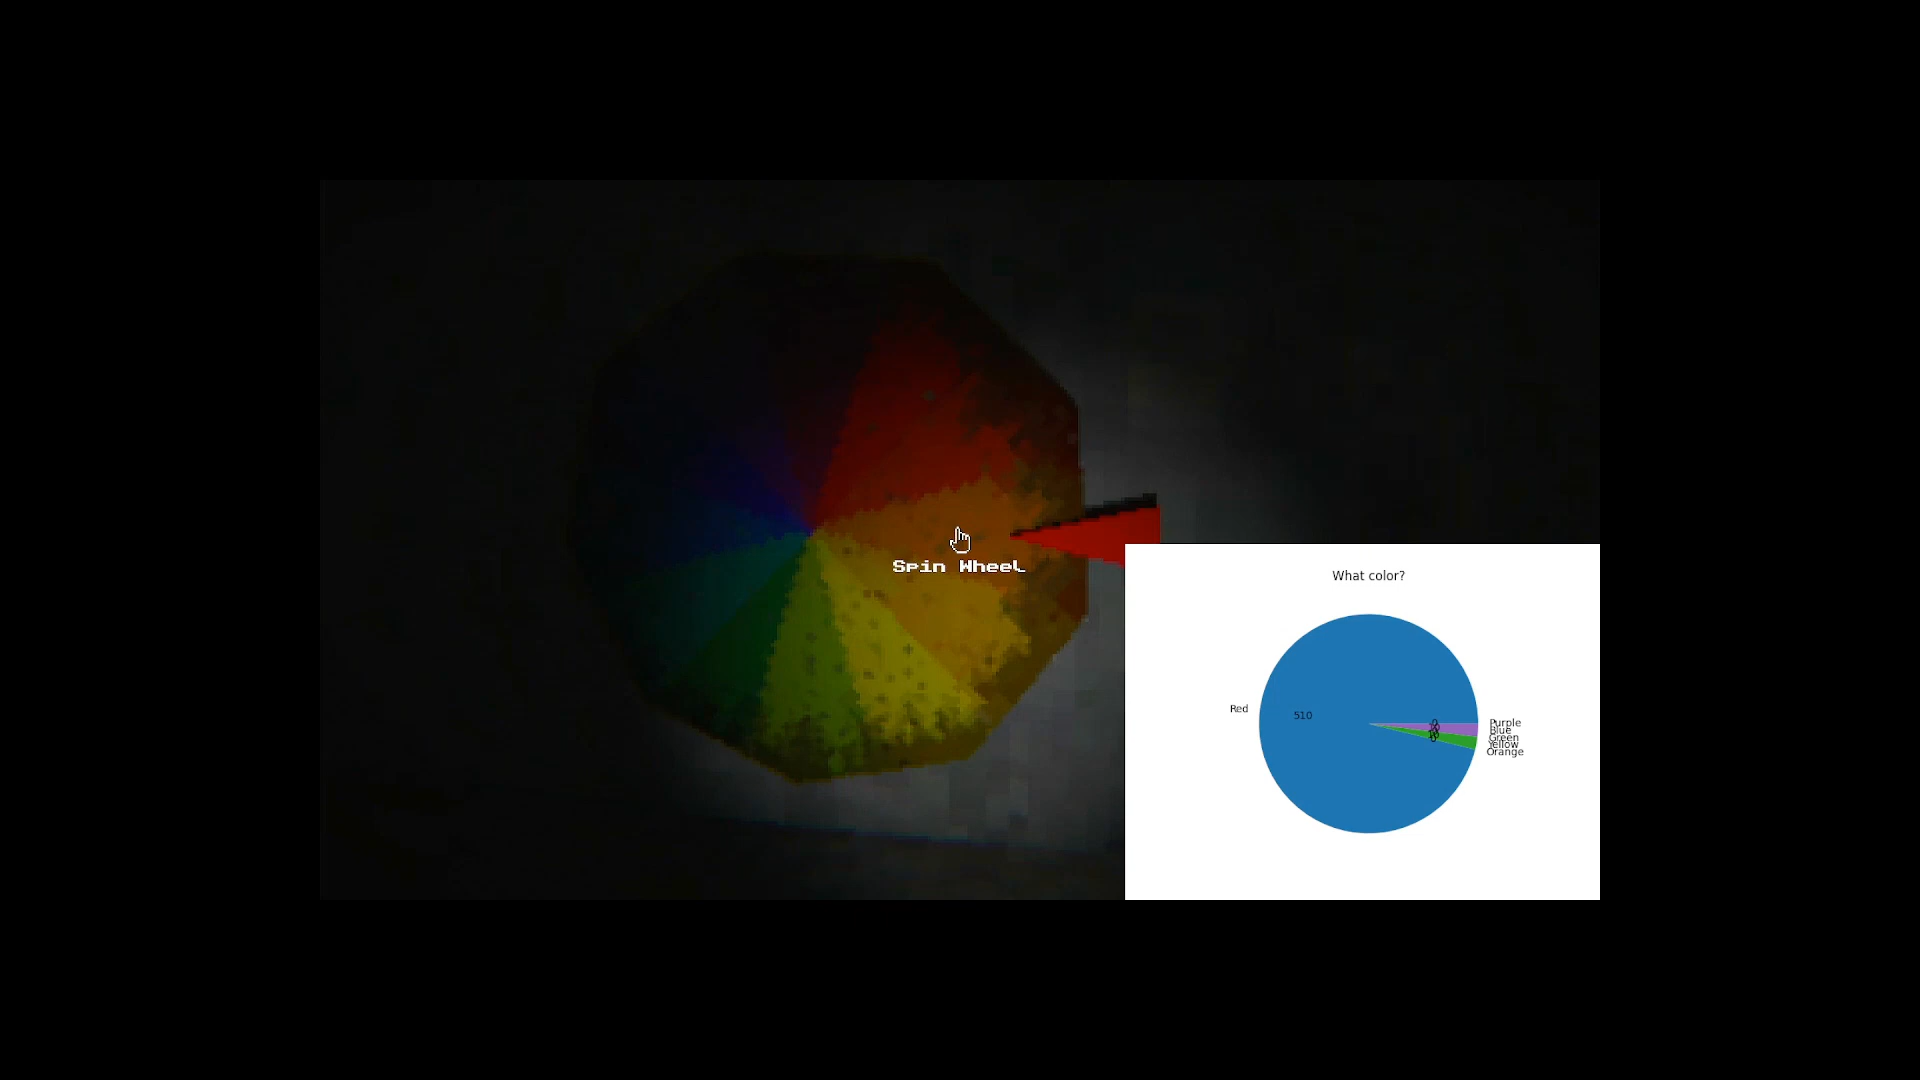 Spin Wheel
What color?
Red
510
Purple
Blue
Green
Yellow
Orange